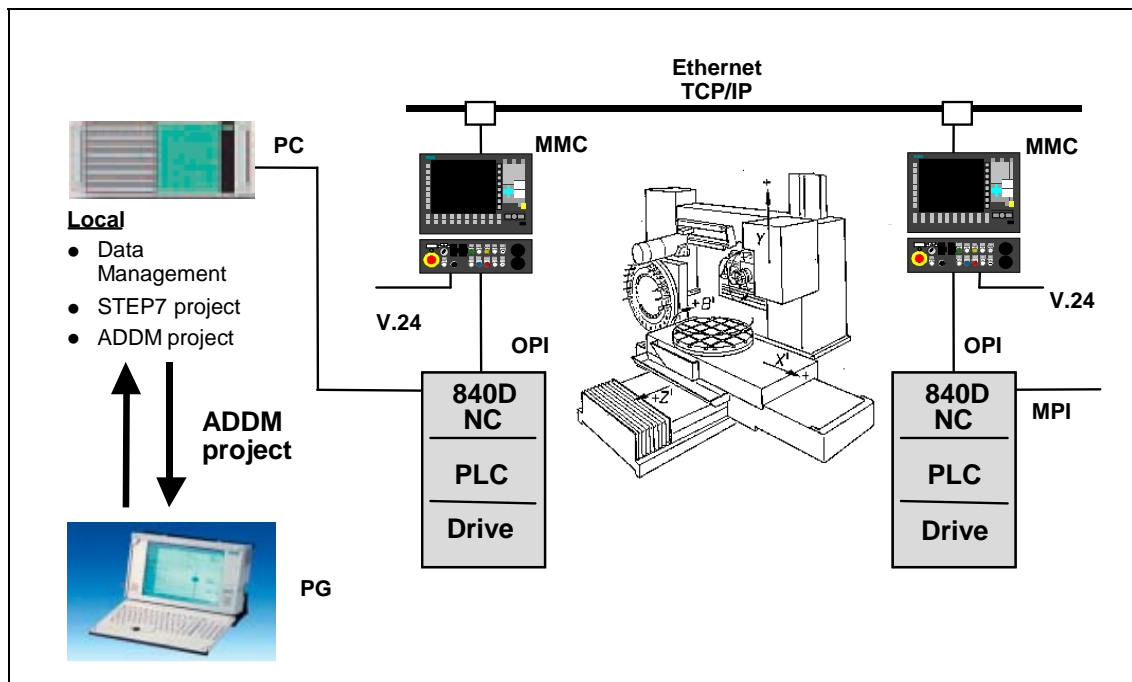 Ethernet
TCP/IP
PC
MMC
MMC
Local
● Data
Management
● STEP7 project
● ADDM project
V.24
V.24
OPI
OPI
840D
NC
PLC
Drive
840D
NC
PLC
Drive
MPI
ADDM
project
PG
+
Y
+B'
X'
+
+Z'